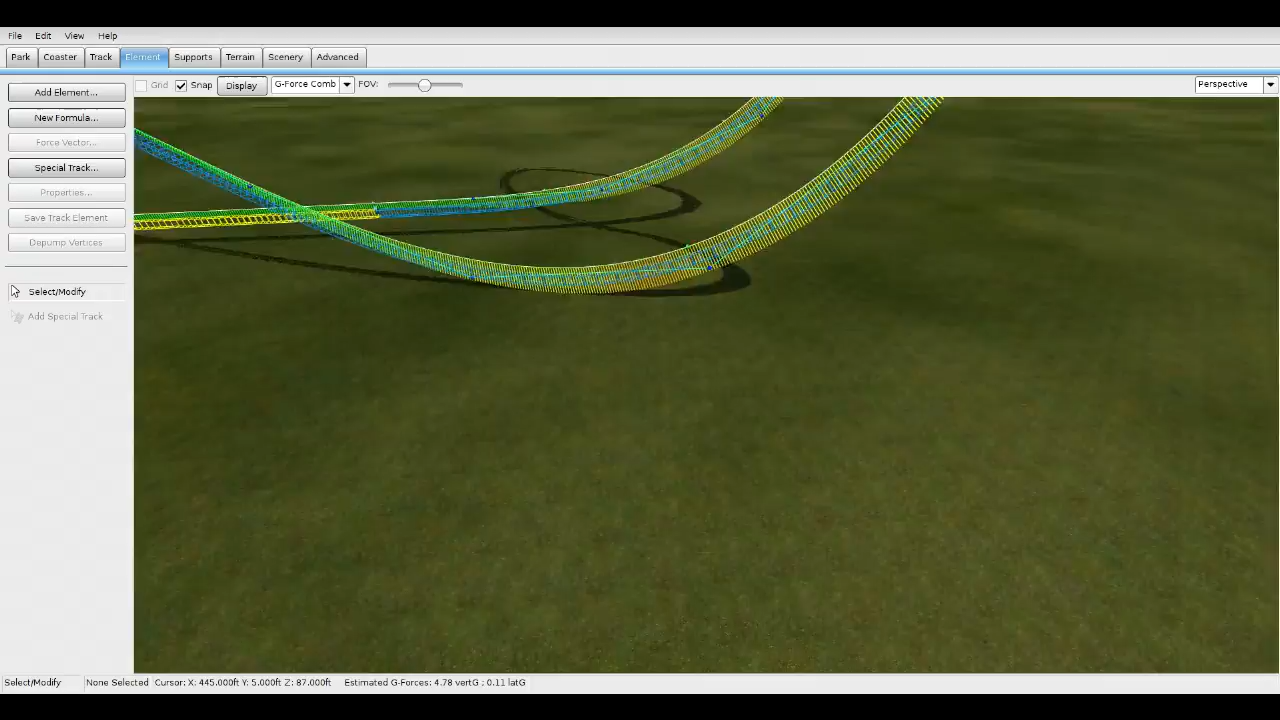 File Edit View Help
Park Coaster Track Element Supports Terrain Scenery Advanced
Grid Snap Display G-Force Comb FOV: Perspective
Add Element...
New Formula...
Force Vector...
Special Track...
Properties...
Save Track Element
Depump Vertices
Select/Modify
Add Special Track
Select/Modify None Selected Cursor: X: 445.000ft Y: 5.000ft Z: 87.000ft Estimated G-Forces: 4.78 vertG ; 0.11 latG